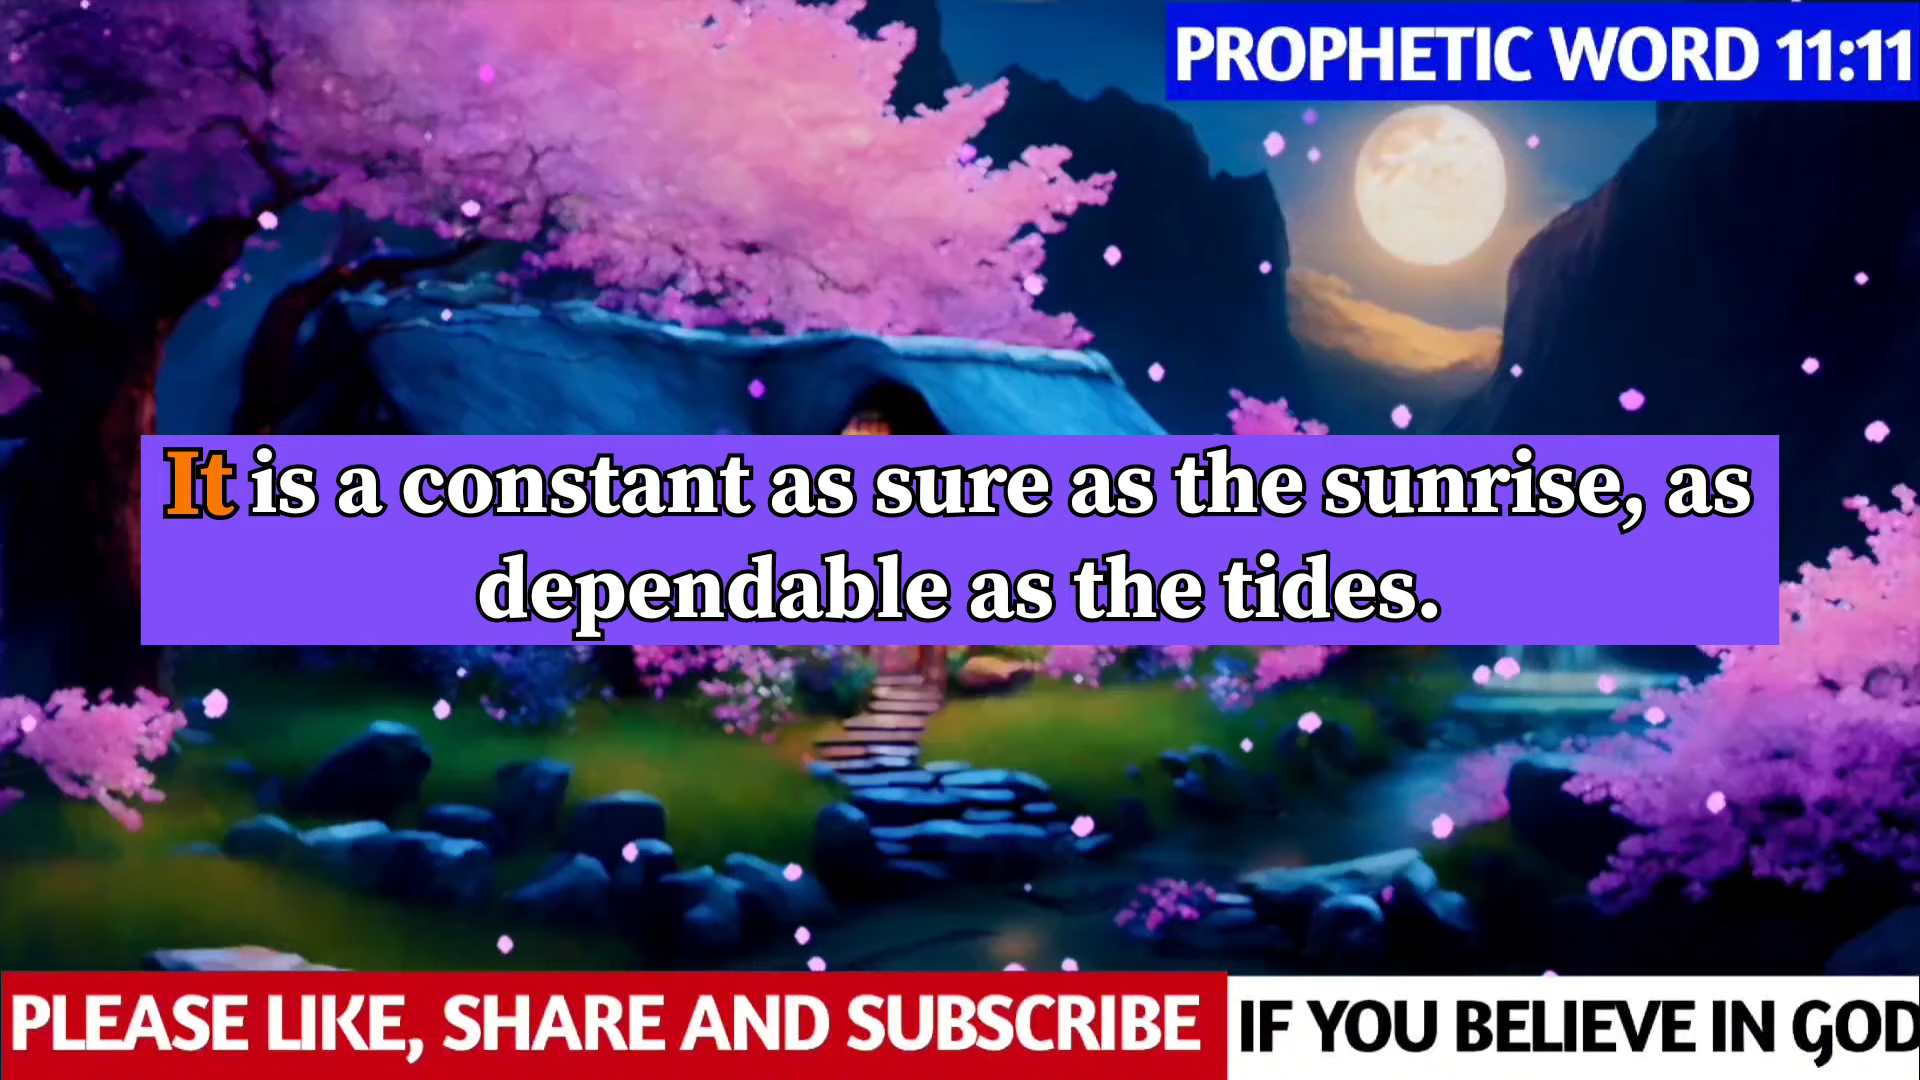 PROPHETIC WORD 11:11
It is a constant as sure as the sunrise, as
dependable as the tides.
PLEASE LIKE, SHARE AND SUBSCRIBE IF YOU BELIEVE IN GOD